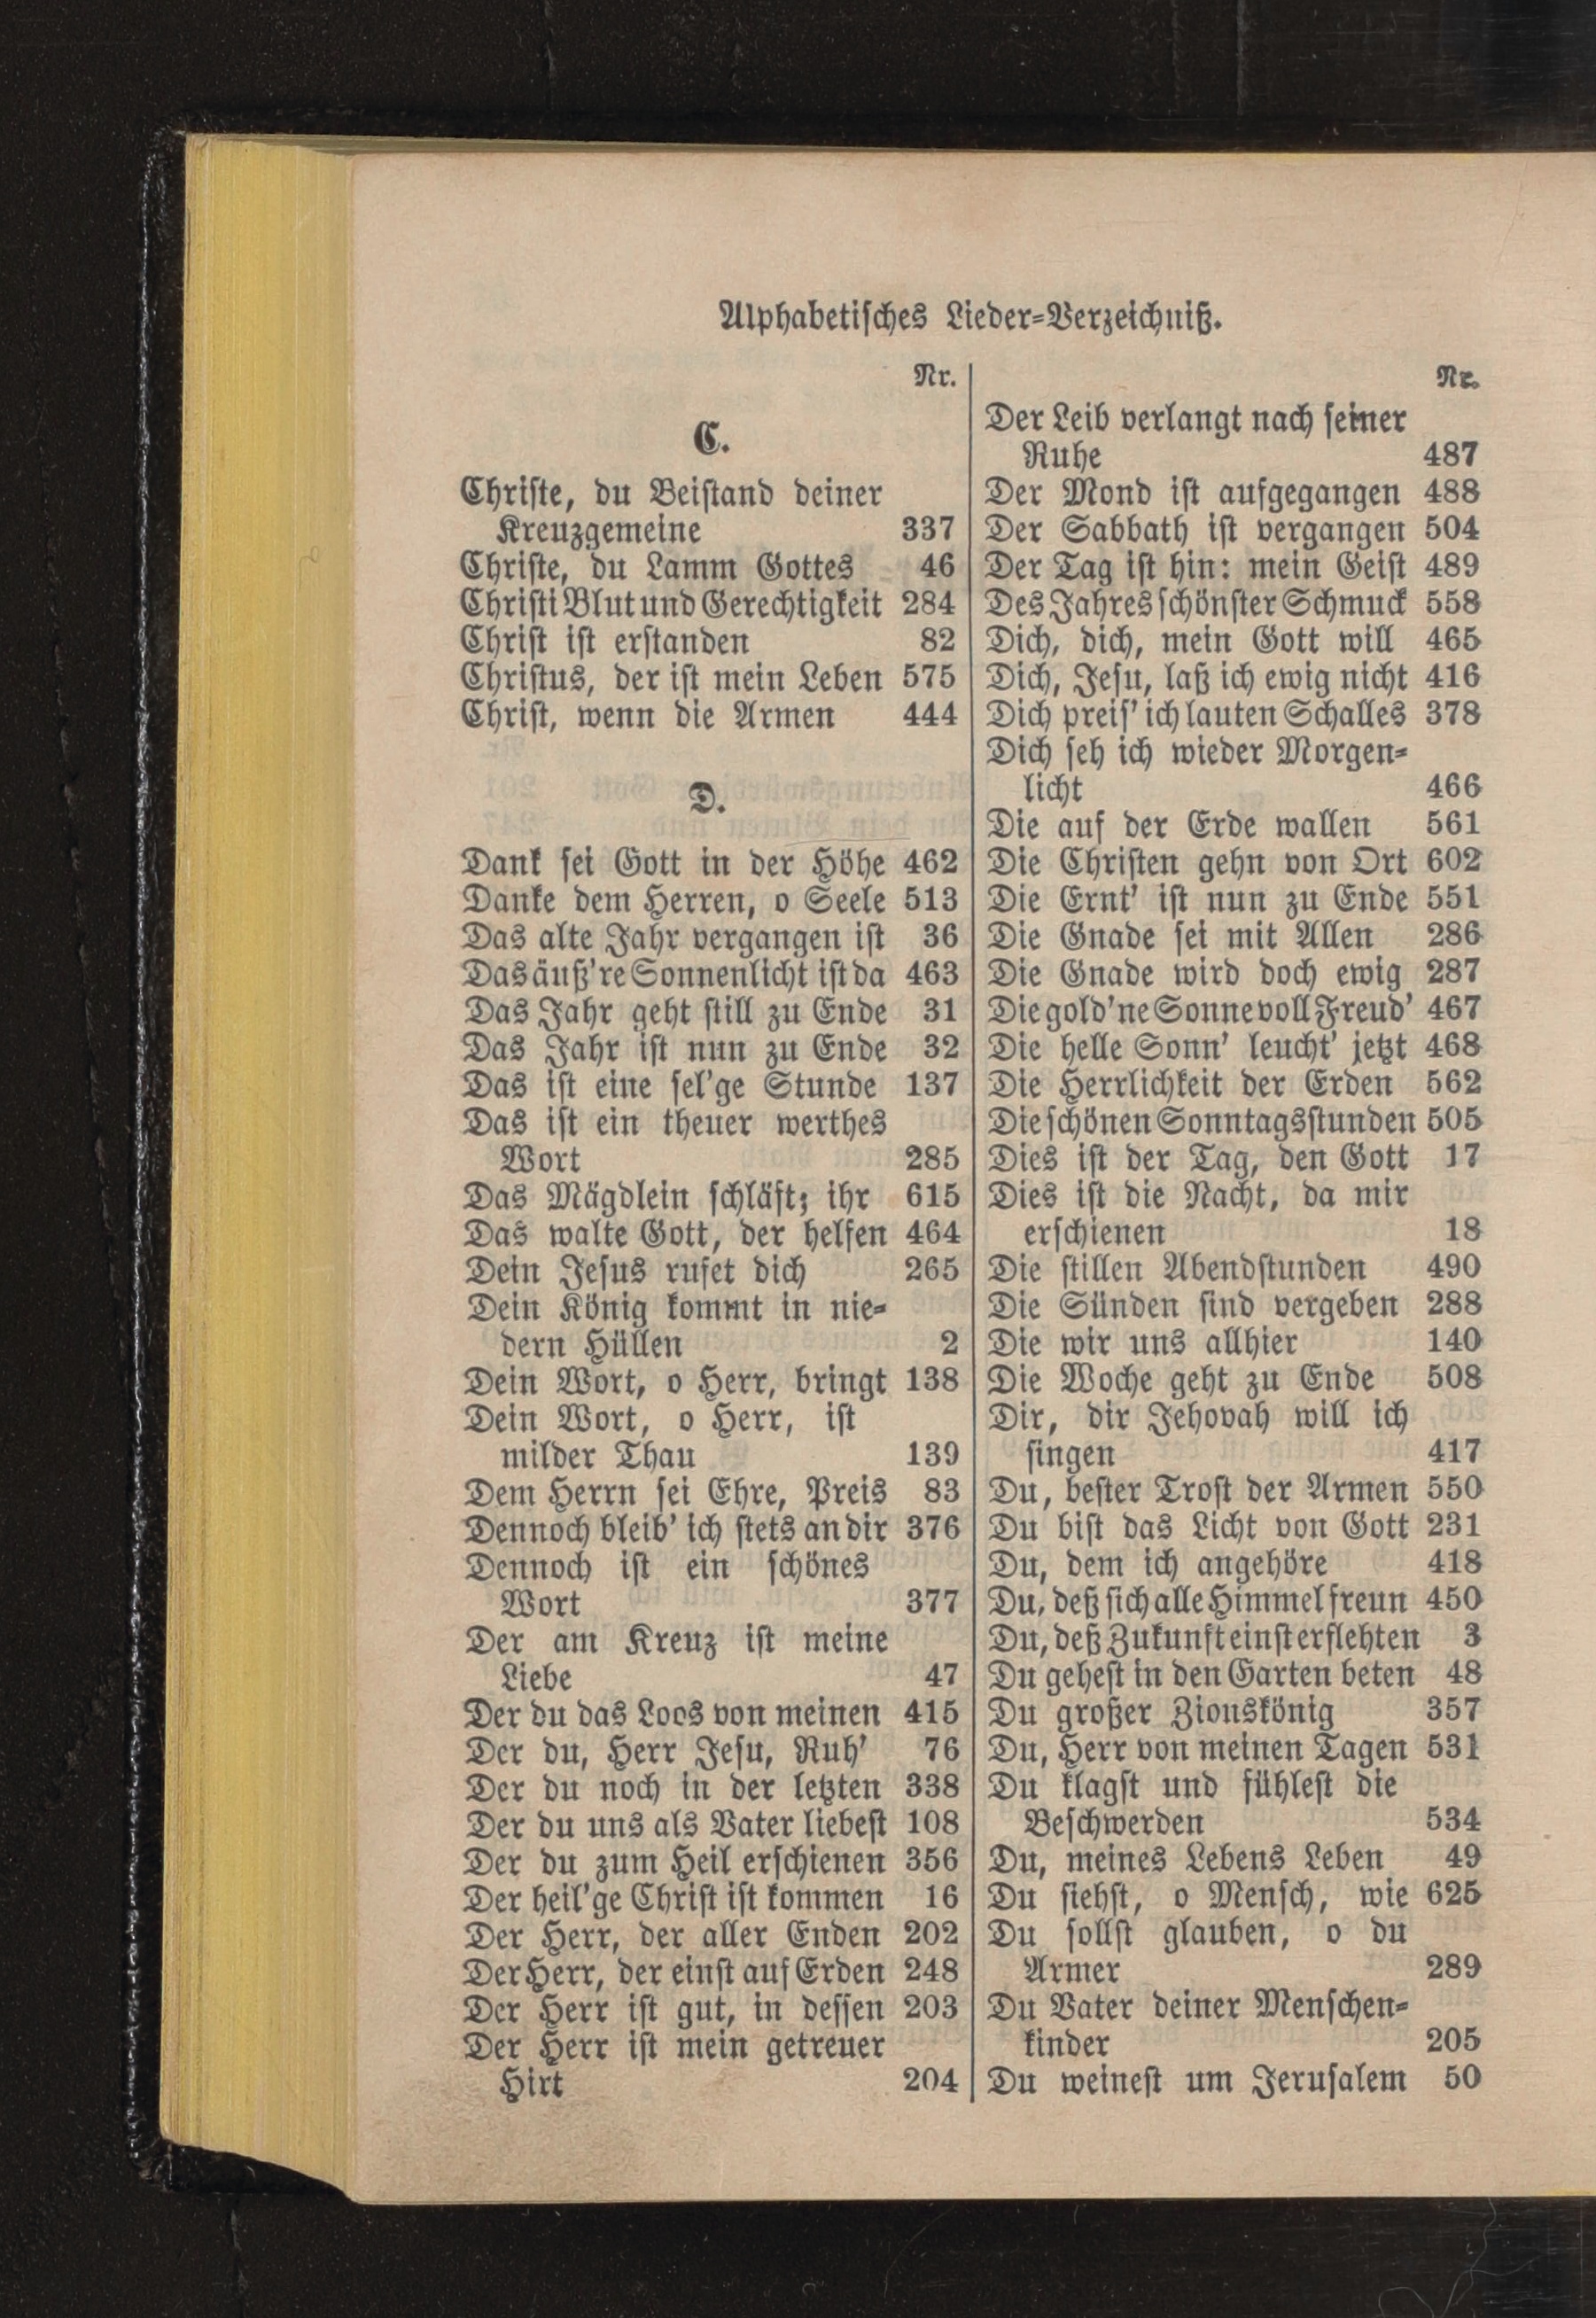 Alphabetisches Lieder-Verzeichniß.
Nr.
C.
Christe, du Beistand deiner
Kreuzgemeine 337
Christe, du Lamm Gottes 46
Christi Blut und Gerechtigkeit 284
Christ ist erstanden 82
Christus, der ist mein Leben 575
Christ, wenn die Armen 444
D.
Dank sei Gott in der Höhe 462
Danke dem Herren, o Seele 513
Das alte Jahr vergangen ist 36
Das äuß're Sonnenlicht ist da 463
Das Jahr geht still zu Ende 31
Das Jahr ist nun zu Ende 32
Das ist eine sel'ge Stunde 137
Das ist ein theuer werthes
Wort 285
Das Mägdlein schläft; ihr 615
Das walte Gott, der helfen 464
Dein Jesus rufet dich 265
Dein König kommt in nie-
dern Hüllen 2
Dein Wort, o Herr, bringt 138
Dein Wort, o Herr, ist
milder Thau 139
Dem Herrn sei Ehre, Preis 83
Dennoch bleib' ich stets an dir 376
Dennoch ist ein schönes
Wort 377
Der am Kreuz ist meine
Liebe 47
Der du das Loos von meinen 415
Der du, Herr Jesu, Ruh' 76
Der du noch in der letzten 338
Der du uns als Vater liebest 108
Der du zum Heil erschienen 356
Der heil'ge Christ ist kommen 16
Der Herr, der aller Enden 202
Der Herr, der einst auf Erden 248
Der Herr ist gut, in dessen 203
Der Herr ist mein getreuer
Hirt 204
Nr.
Der Leib verlangt nach seiner
Ruhe 487
Der Mond ist aufgegangen 488
Der Sabbath ist vergangen 504
Der Tag ist hin: mein Geist 489
Des Jahres schönster Schmuck 558
Dich, dich, mein Gott will 465
Dich, Jesu, laß ich ewig nicht 416
Dich preis' ich lauten Schalles 378
Dich seh ich wieder Morgen-
licht 466
Die auf der Erde wallen 561
Die Christen gehn von Ort 602
Die Ernt' ist nun zu Ende 551
Die Gnade sei mit Allen 286
Die Gnade wird doch ewig 287
Die gold'ne Sonne voll Freud' 467
Die helle Sonn' leucht' jetzt 468
Die Herrlichkeit der Erden 562
Die schönen Sonntagsstunden 505
Dies ist der Tag, den Gott 17
Dies ist die Nacht, da mir
erschienen 18
Die stillen Abendstunden 490
Die Sünden sind vergeben 288
Die wir uns allhier 140
Die Woche geht zu Ende 508
Dir, dir Jehovah will ich
singen 417
Du, bester Trost der Armen 550
Du bist das Licht von Gott 231
Du, dem ich angehöre 418
Du, deß sich alle Himmel freun 450
Du, deß Zukunft einst erflehten 3
Du gehest in den Garten beten 48
Du großer Zionskönig 357
Du, Herr von meinen Tagen 531
Du klagst und fühlest die
Beschwerden 534
Du, meines Lebens Leben 49
Du siehst, o Mensch, wie 625
Du sollst glauben, o du
Armer 289
Du Vater deiner Menschen-
kinder 205
Du weinest um Jerusalem 50